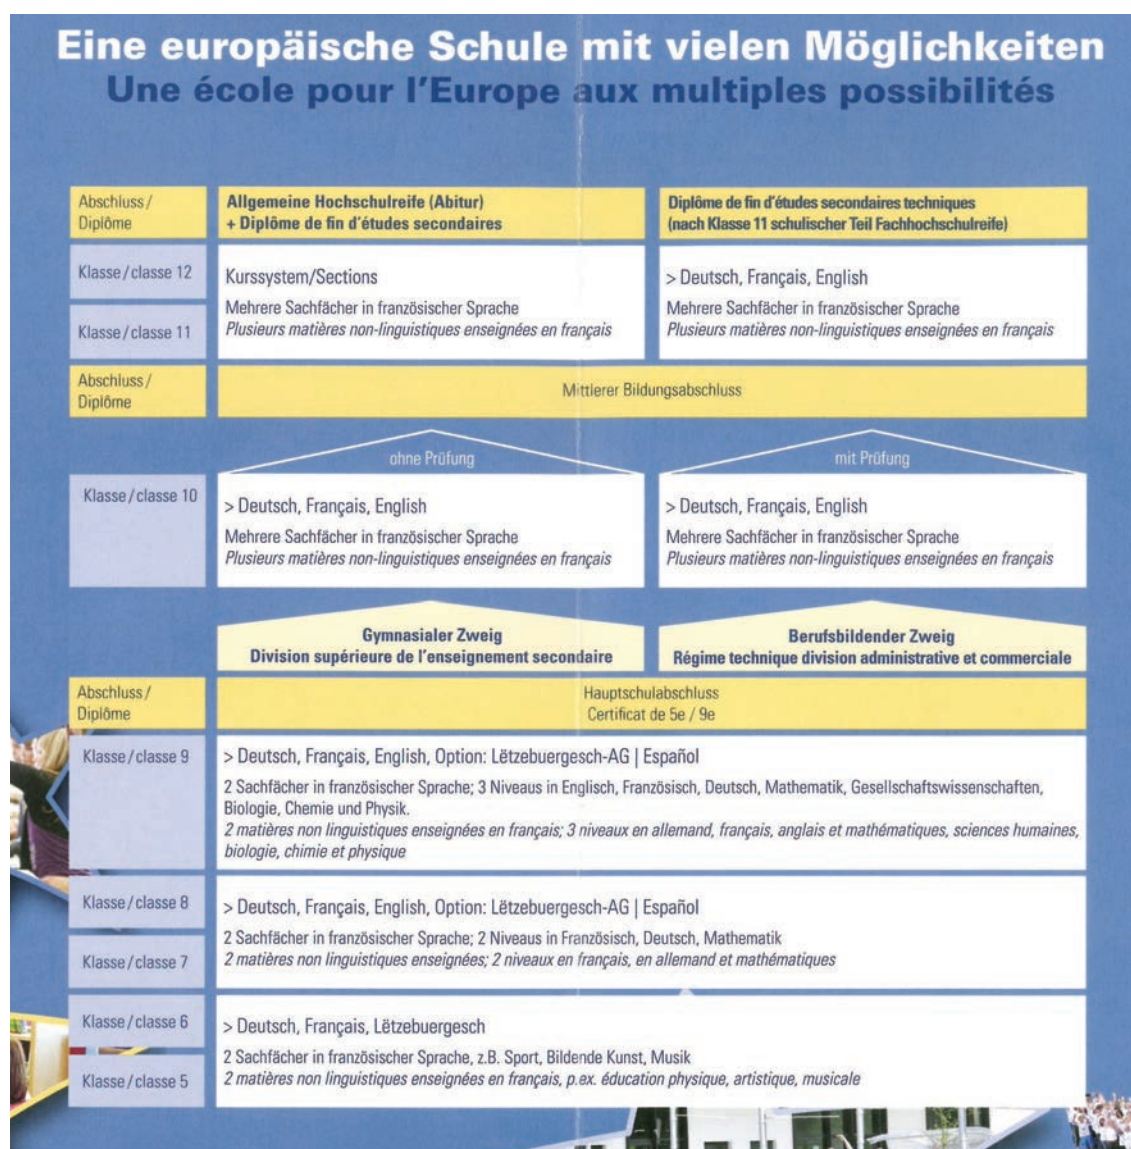 Eine europäische Schule mit vielen Möglichkeiten
Une école pour l'Europe aux multiples possibilités
Abschluss /
Diplôme
Allgemeine Hochschulreife (Abitur)
+ Diplôme de fin d'études secondaires
Diplôme de fin d'études secondaires techniques
(nach Klasse 11 schulischer Teil Fachhochschulreife)
Klasse / classe 12
Klasse / classe 11
Kurssystem/Sections
Mehrere Sachfächer in französischer Sprache
Plusieurs matières non-linguistiques enseignées en français
> Deutsch, Français, English
Mehrere Sachfächer in französischer Sprache
Plusieurs matières non-linguistiques enseignées en français
Abschluss /
Diplôme
Mittlerer Bildungsabschluss
ohne Prüfung
mit Prüfung
Klasse / classe 10
> Deutsch, Français, English
Mehrere Sachfächer in französischer Sprache
Plusieurs matières non-linguistiques enseignées en français
> Deutsch, Français, English
Mehrere Sachfächer in französischer Sprache
Plusieurs matières non-linguistiques enseignées en français
Gymnasialer Zweig
Division supérieure de l'enseignement secondaire
Berufsbildender Zweig
Régime technique division administrative et commerciale
Abschluss /
Diplôme
Hauptschulabschluss
Certificat de 5e / 9e
Klasse / classe 9
> Deutsch, Français, English, Option: Lëtzebuergesch-AG | Español
2 Sachfächer in französischer Sprache; 3 Niveaus in Englisch, Französisch, Deutsch, Mathematik, Gesellschaftswissenschaften,
Biologie, Chemie und Physik.
2 matières non linguistiques enseignées en français; 3 niveaux en allemand, français, anglais et mathématiques, sciences humaines,
biologie, chimie et physique
Klasse / classe 8
Klasse / classe 7
> Deutsch, Français, English, Option: Lëtzebuergesch-AG | Español
2 Sachfächer in französischer Sprache; 2 Niveaus in Französisch, Deutsch, Mathematik
2 matières non linguistiques enseignées; 2 niveaux en français, en allemand et mathématiques
Klasse / classe 6
Klasse / classe 5
> Deutsch, Français, Lëtzebuergesch
2 Sachfächer in französischer Sprache, z.B. Sport, Bildende Kunst, Musik
2 matières non linguistiques enseignées en français, p.ex. éducation physique, artistique, musicale